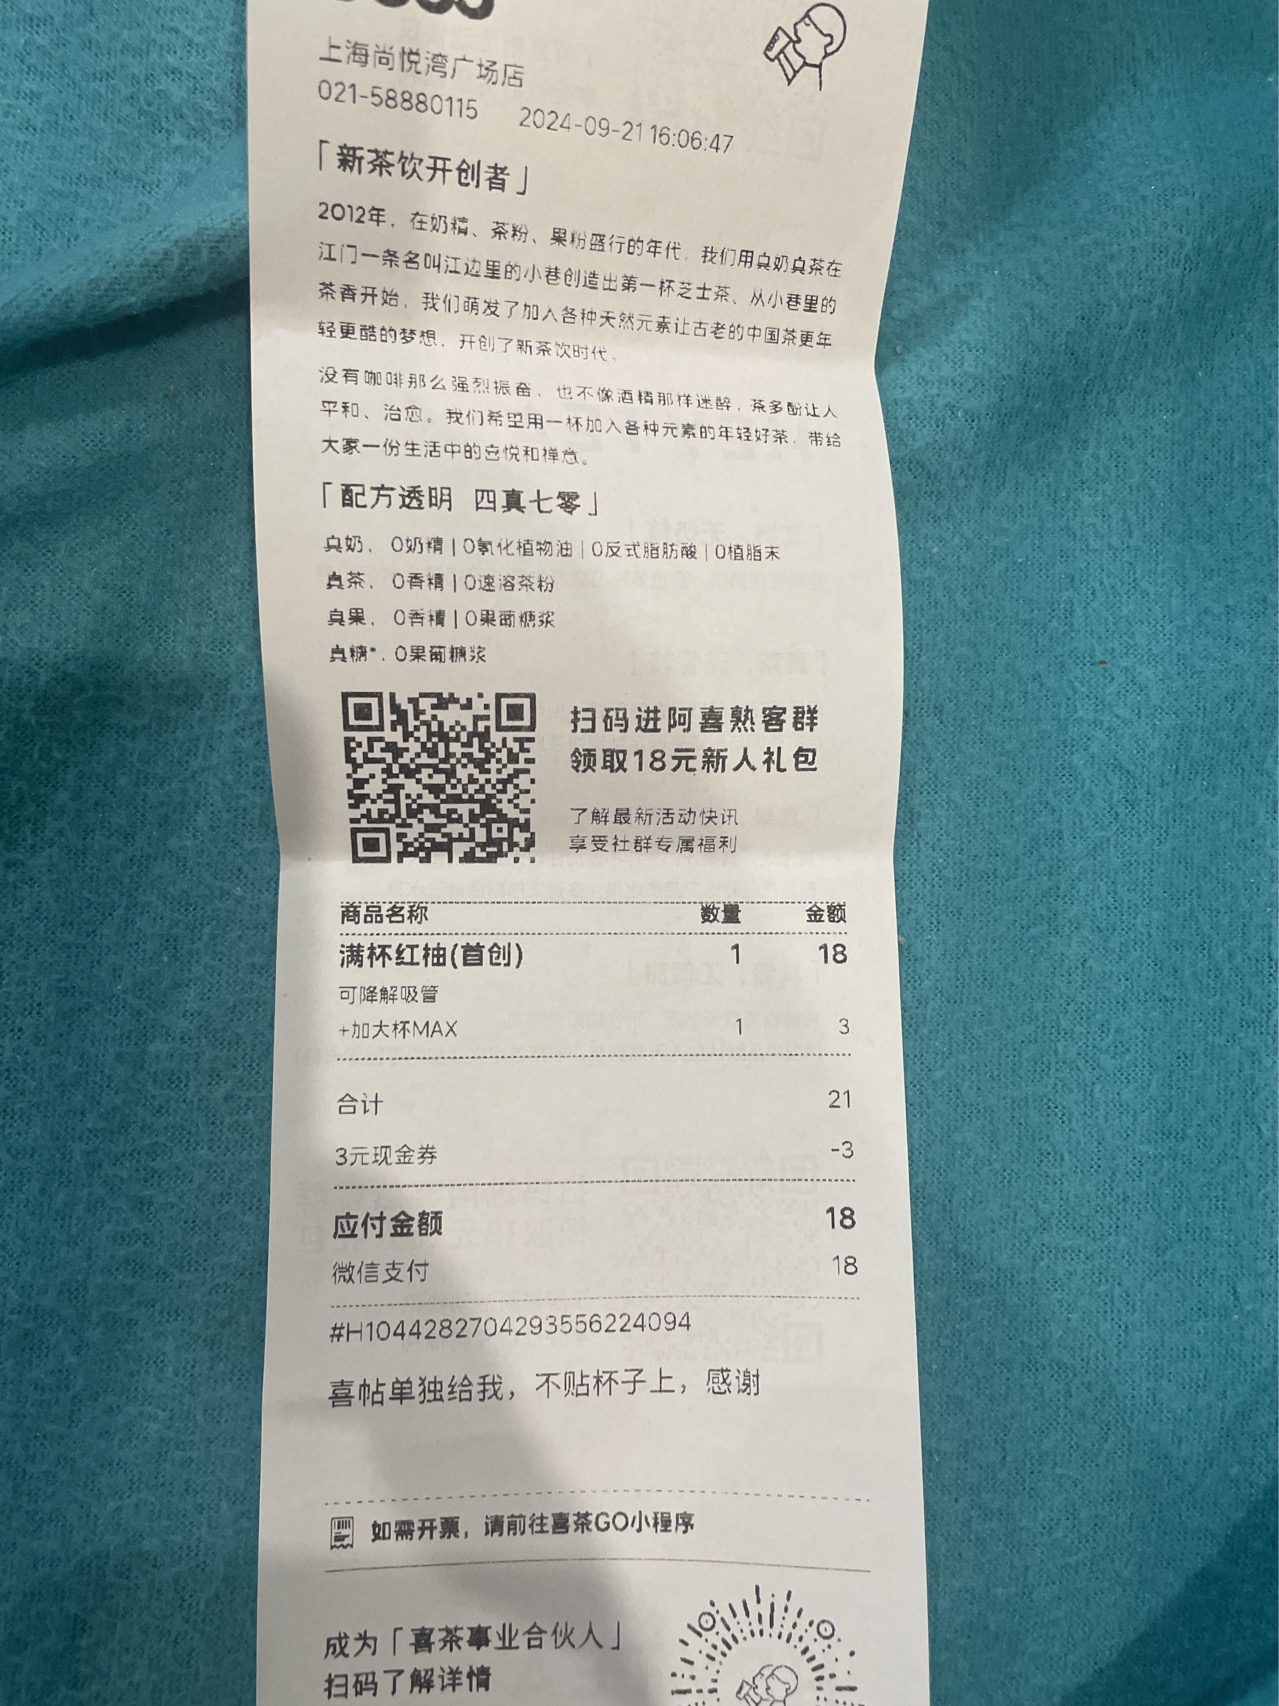 上海尚悦湾广场店
021-58880115 2024-09-21 16:06:47
「新茶饮开创者」
2012年，在奶精、茶粉、果粉盛行的年代，我们用真奶真茶在
江门一条名叫江边里的小巷创造出第一杯芝士茶、从小巷里的
茶香开始，我们萌发了加入各种天然元素让古老的中国茶更年
轻更酷的梦想，开创了新茶饮时代。
没有咖啡那么强烈振奋，也不像酒精那样迷醉，茶多酚让人
平和、治愈。我们希望用一杯加入各种元素的年轻好茶，带给
大家一份生活中的喜悦和禅意。
「配方透明 四真七零」
真奶，0奶精|0氢化植物油|0反式脂肪酸|0植脂末
真茶，0香精|0速溶茶粉
真果，0香精|0果葡糖浆
真糖*，0果葡糖浆
扫码进阿喜熟客群
领取18元新人礼包
了解最新活动快讯
享受社群专属福利
商品名称 数量 金额
满杯红柚(首创) 1 18
可降解吸管
+加大杯MAX 1 3
合计 21
3元现金券 -3
应付金额 18
微信支付 18
#H1044282704293556224094
喜帖单独给我，不贴杯子上，感谢
如需开票，请前往喜茶GO小程序
成为「喜茶事业合伙人」
扫码了解详情